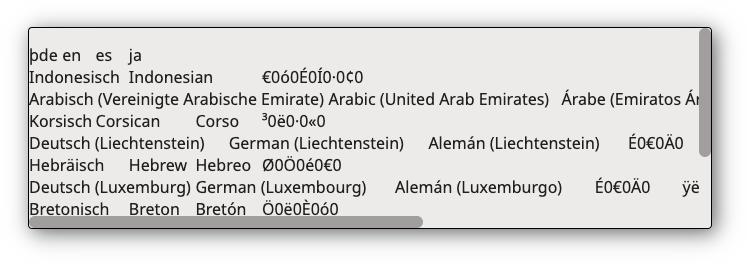 þde en es ja
Indonesisch Indonesian €0ó0É0Í0·0¢0
Arabisch (Vereinigte Arabische Emirate) Arabic (United Arab Emirates) Árabe (Emiratos Ár
Korsisch Corsican Corso ³0ë0·0«0
Deutsch (Liechtenstein) German (Liechtenstein) Alemán (Liechtenstein) É0€0Ä0
Hebräisch Hebrew Hebreo Ø0Ö0é0€0
Deutsch (Luxemburg) German (Luxembourg) Alemán (Luxemburgo) É0€0Ä0 ÿë
Bretonisch Breton Bretón Ö0ë0È0ó0